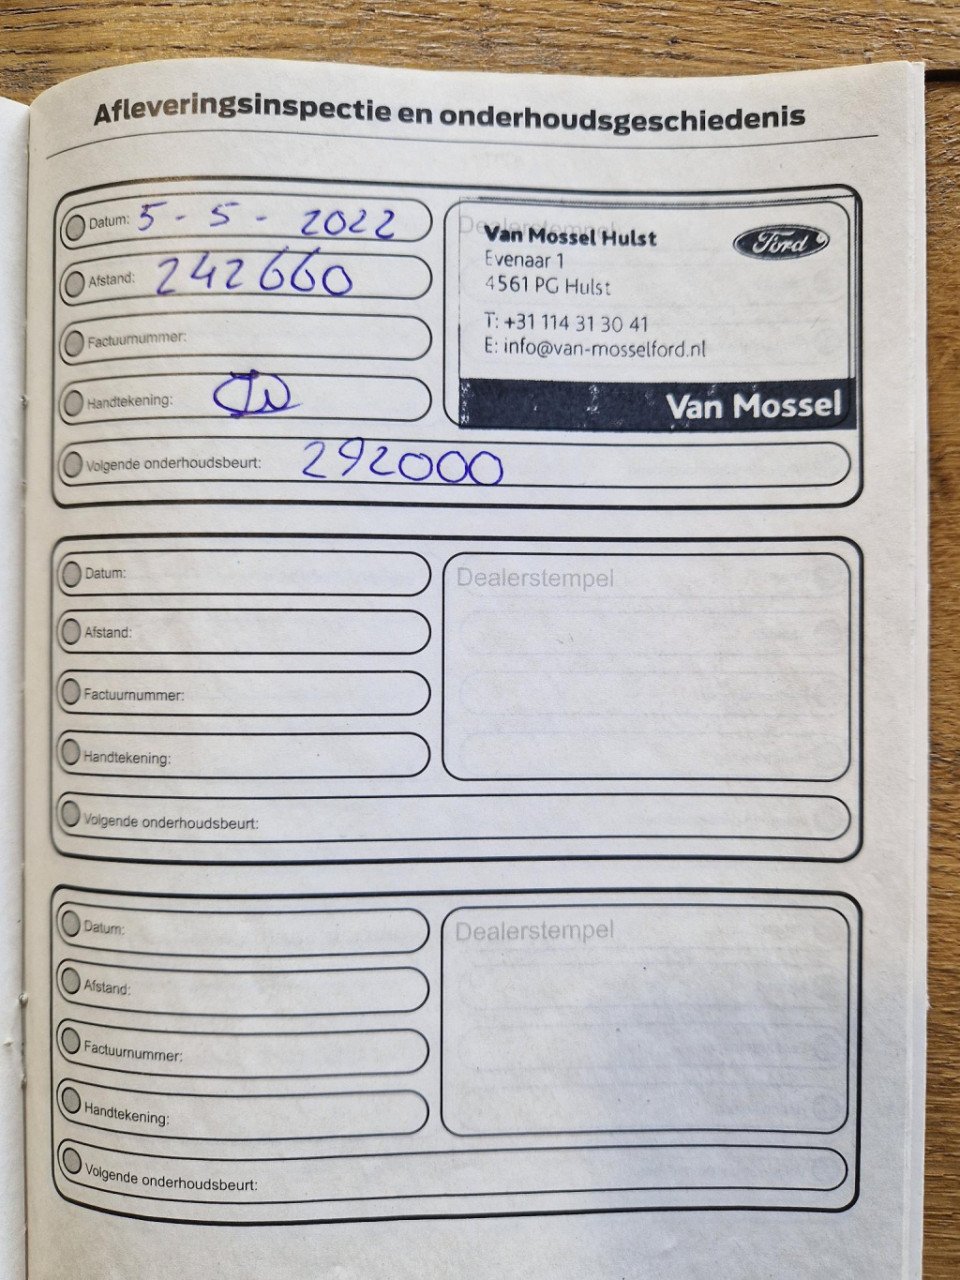 Afleveringsinspectie en onderhoudsgeschiedenis
Datum: 5 - 5 - 2022
Afstand: 242660
Factuurnummer:
Handtekening:
Volgende onderhoudsbeurt: 292000
Dealerstempel
Van Mossel Hulst
Evenaar 1
4561 PG Hulst
T: +31 114 31 30 41
E: info@van-mosselford.nl
Ford
Van Mossel
Datum:
Afstand:
Factuurnummer:
Handtekening:
Volgende onderhoudsbeurt:
Dealerstempel
Datum:
Afstand:
Factuurnummer:
Handtekening:
Volgende onderhoudsbeurt:
Dealerstempel